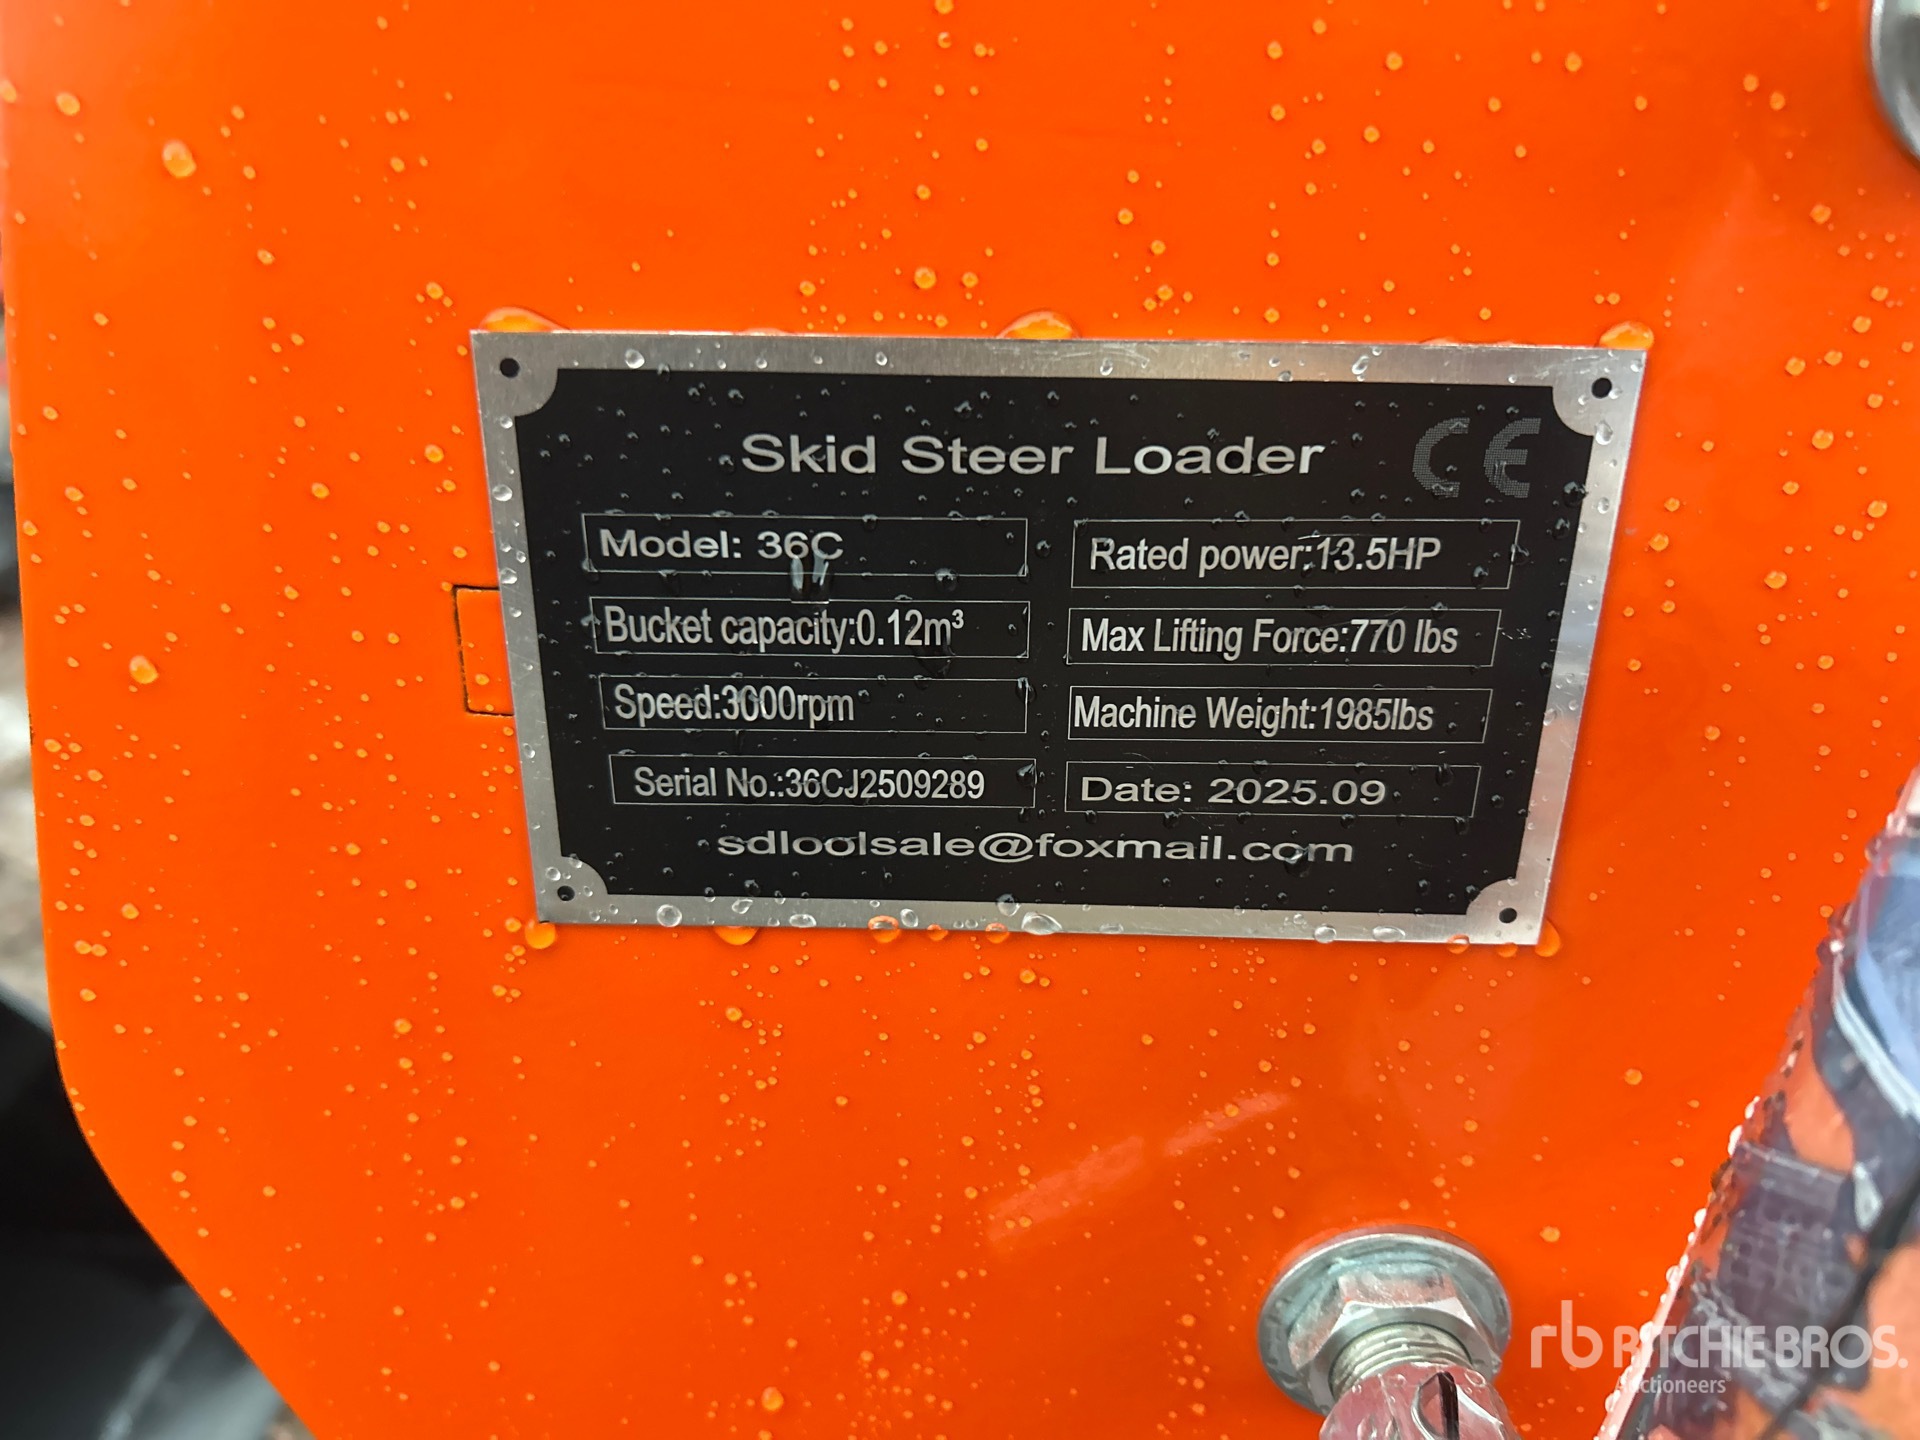 Skid Steer Loader CE
Model: 36C
Rated power:13.5HP
Bucket capacity:0.12m³
Max Lifting Force:770 lbs
Speed:3000rpm
Machine Weight:1985lbs
Serial No.:36CJ2509289
Date: 2025.09
sdloolsale@foxmail.com
rb RITCHIE BROS.
Auctioneers